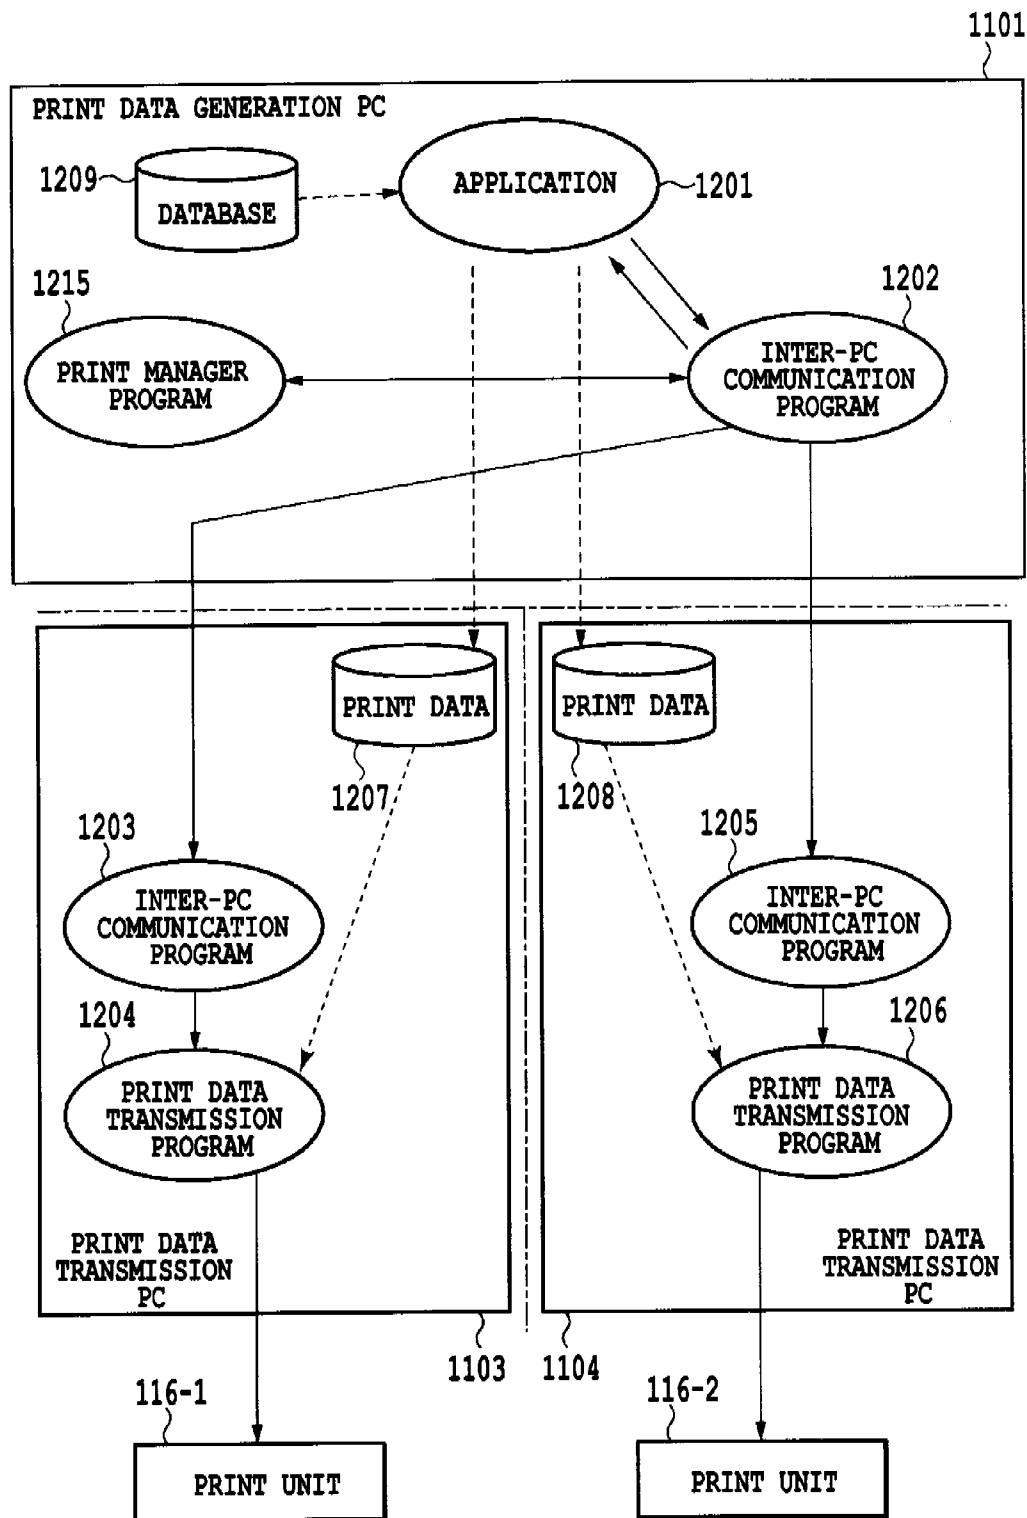 1101
PRINT DATA GENERATION PC
1209
DATABASE
APPLICATION
1201
1215
PRINT MANAGER
PROGRAM
1202
INTER-PC
COMMUNICATION
PROGRAM
PRINT DATA
1207
PRINT DATA
1208
1203
INTER-PC
COMMUNICATION
PROGRAM
1205
INTER-PC
COMMUNICATION
PROGRAM
1204
PRINT DATA
TRANSMISSION
PROGRAM
1206
PRINT DATA
TRANSMISSION
PROGRAM
PRINT DATA
TRANSMISSION
PC
PRINT DATA
TRANSMISSION
PC
1103
1104
116-1
PRINT UNIT
116-2
PRINT UNIT